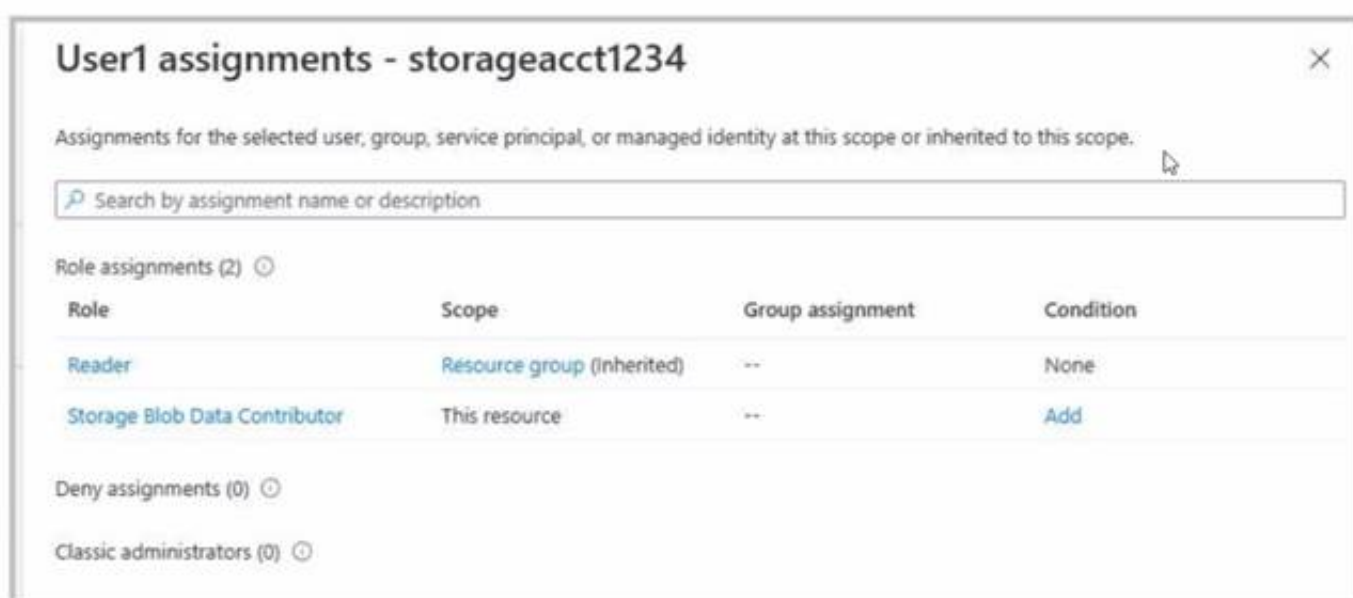 User1 assignments - storageacct1234
Assignments for the selected user, group, service principal, or managed identity at this scope or inherited to this scope.
Search by assignment name or description
Role assignments (2)
Role Scope Group assignment Condition
Reader Resource group (Inherited) -- None
Storage Blob Data Contributor This resource -- Add
Deny assignments (0)
Classic administrators (0)